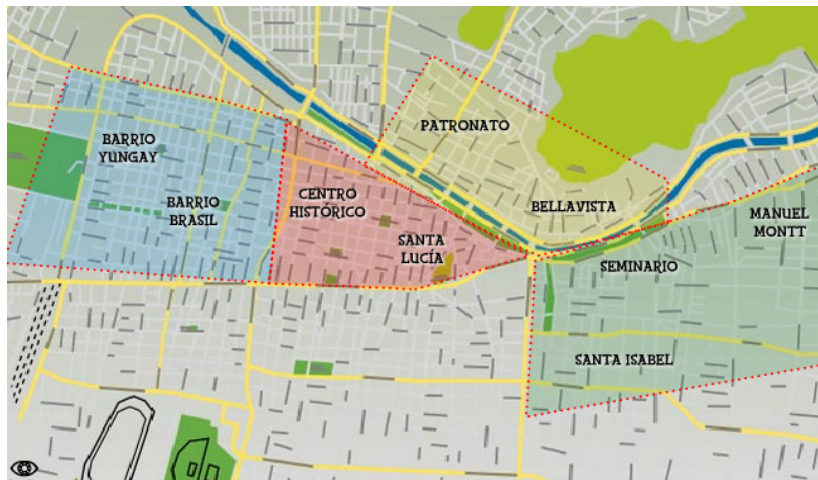 PATRONATO
BARRIO
YUNGAY
BARRIO
BRASIL
CENTRO
HISTÓRICO
BELLAVISTA
MANUEL
MONTT
SANTA
LUCÍA
SEMINARIO
SANTA ISABEL